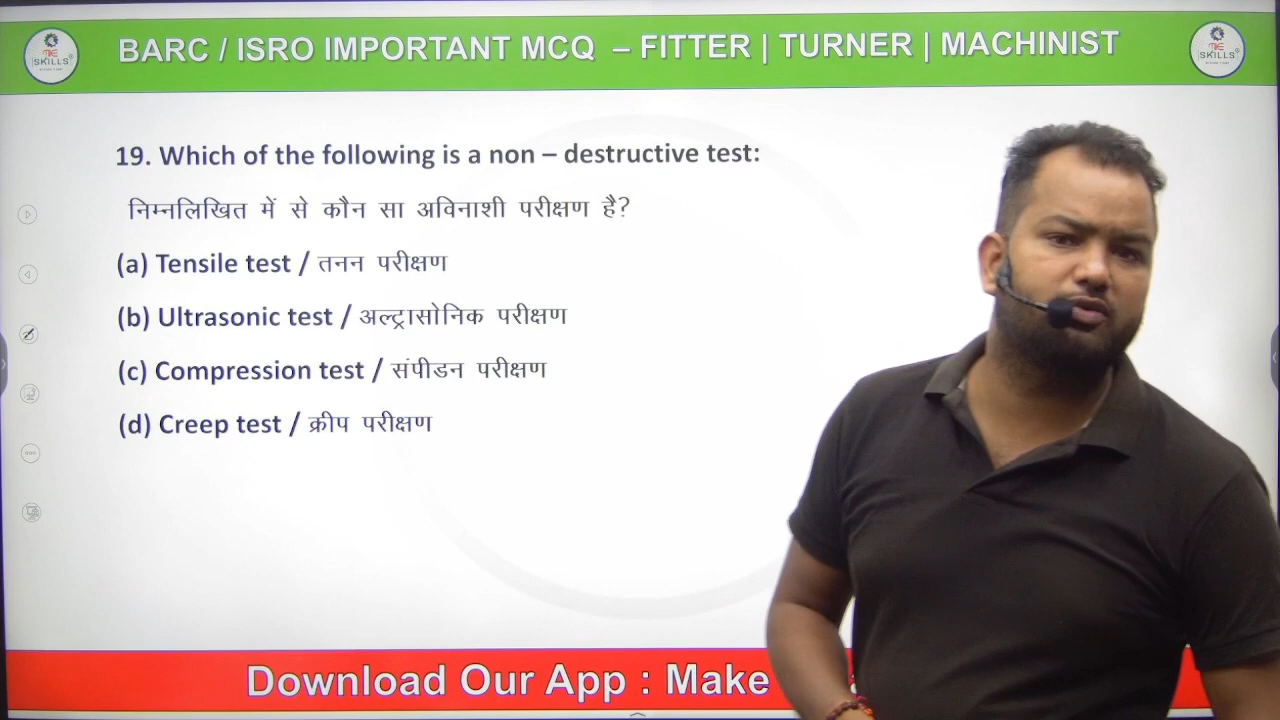 BARC / ISRO IMPORTANT MCQ – FITTER | TURNER | MACHINIST
SKILLS
SKILLS
19. Which of the following is a non – destructive test:
निम्नलिखित में से कौन सा अविनाशी परीक्षण है?
(a) Tensile test / तनन परीक्षण
(b) Ultrasonic test / अल्ट्रासोनिक परीक्षण
(c) Compression test / संपीडन परीक्षण
(d) Creep test / क्रीप परीक्षण
Download Our App : Make